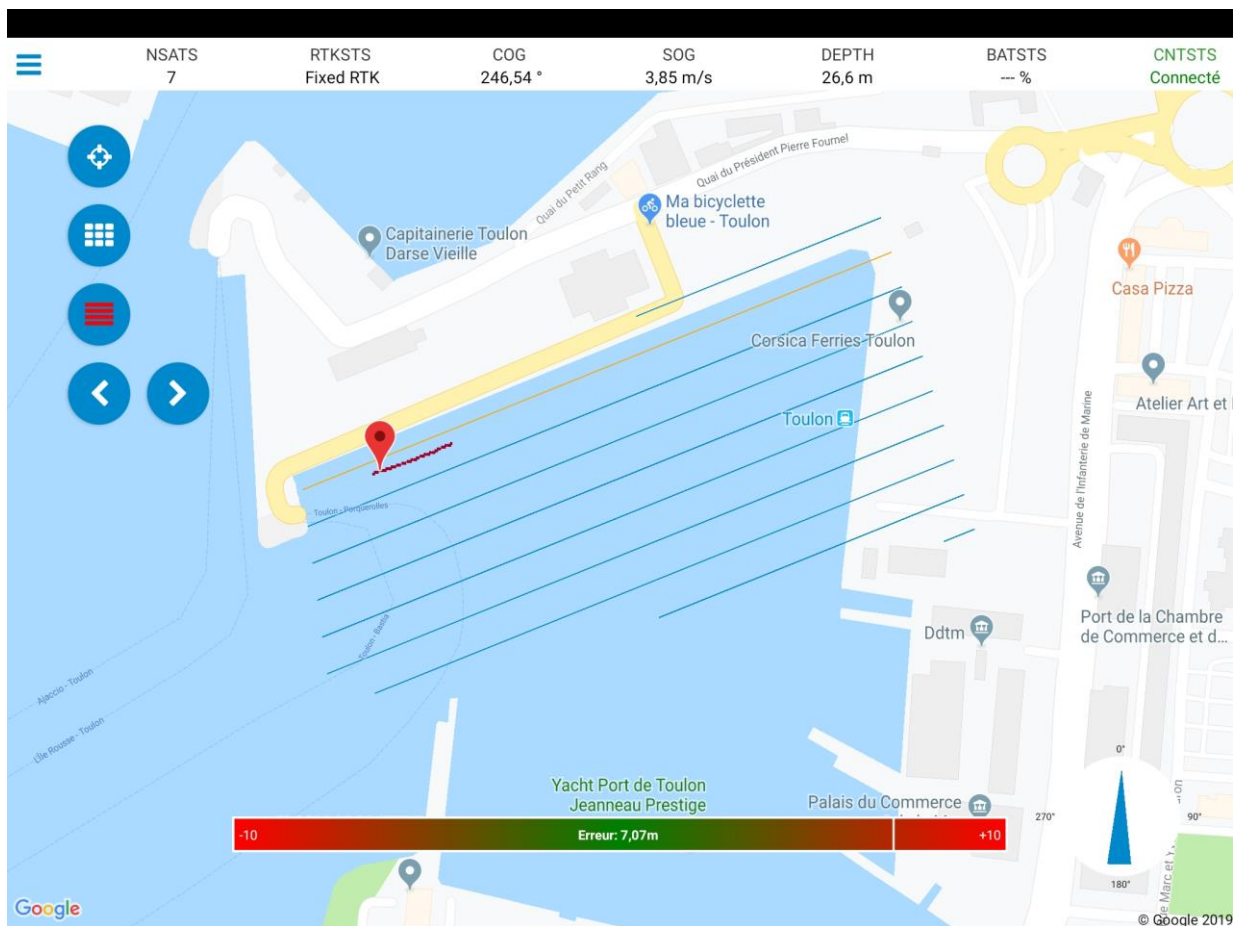 NSATS
7
RTKSTS
Fixed RTK
COG
246,54 °
SOG
3,85 m/s
DEPTH
26,6 m
BATSTS
--- %
CNTSTS
Connecté
Quai du Président Pierre Fournel
Quai du Petit Rang
Ma bicyclette
bleue - Toulon
Capitainerie Toulon
Darse Vieille
Casa Pizza
Corsica Ferries Toulon
Atelier Art et
Toulon
Avenue de l'Infanterie de Marine
Toulon - Porquerolles
Port de la Chambre
de Commerce et d...
Ddtm
Toulon - Bastia
Ajaccio - Toulon
L'Île Rousse - Toulon
Yacht Port de Toulon
Jeanneau Prestige
Palais du Commerce
-10
Erreur: 7,07m
+10
0°
270°
90°
180°
Google
© Google 2019